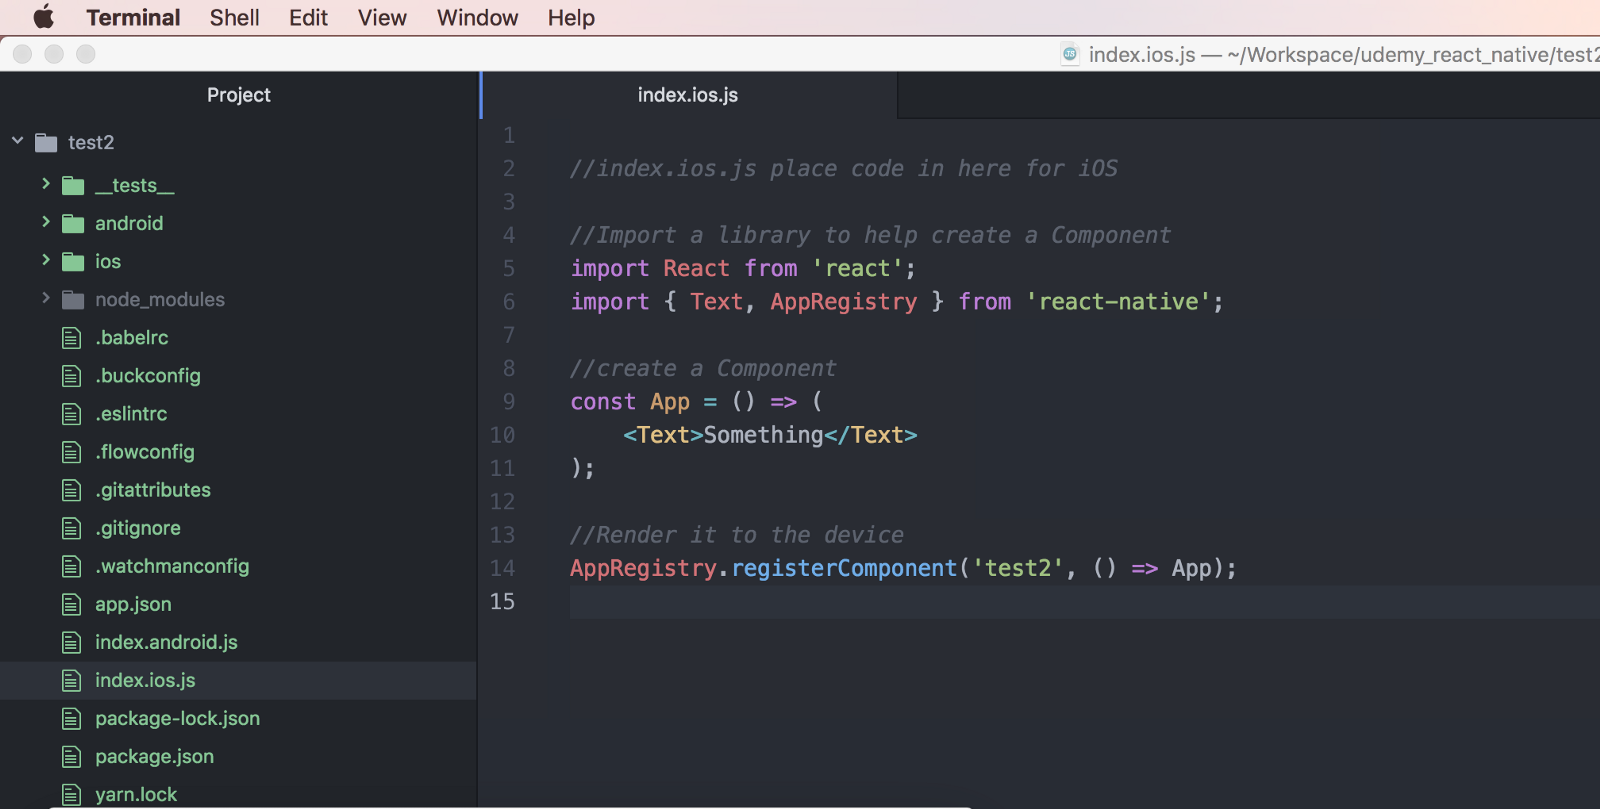 Terminal Shell Edit View Window Help
index.ios.js — ~/Workspace/udemy_react_native/test2
Project
test2
__tests__
android
ios
node_modules
.babelrc
.buckconfig
.eslintrc
.flowconfig
.gitattributes
.gitignore
.watchmanconfig
app.json
index.android.js
index.ios.js
package-lock.json
package.json
yarn.lock
index.ios.js
1
2 //index.ios.js place code in here for iOS
3
4 //Import a library to help create a Component
5 import React from 'react';
6 import { Text, AppRegistry } from 'react-native';
7
8 //create a Component
9 const App = () => (
10 <Text>Something</Text>
11 );
12
13 //Render it to the device
14 AppRegistry.registerComponent('test2', () => App);
15